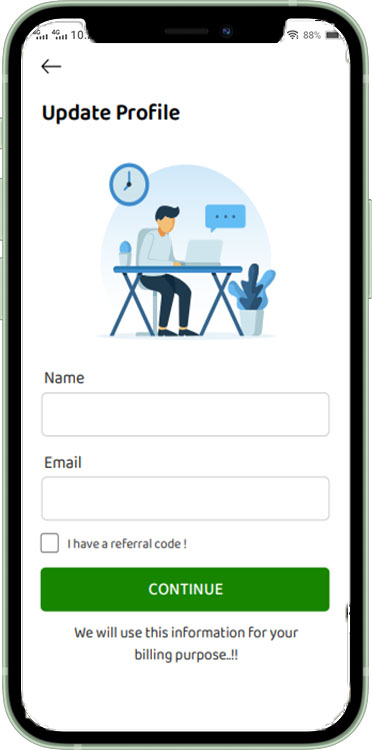 4G 4G 10:
88%
Update Profile
Name
Email
I have a referral code !
CONTINUE
We will use this information for your
billing purpose..!!